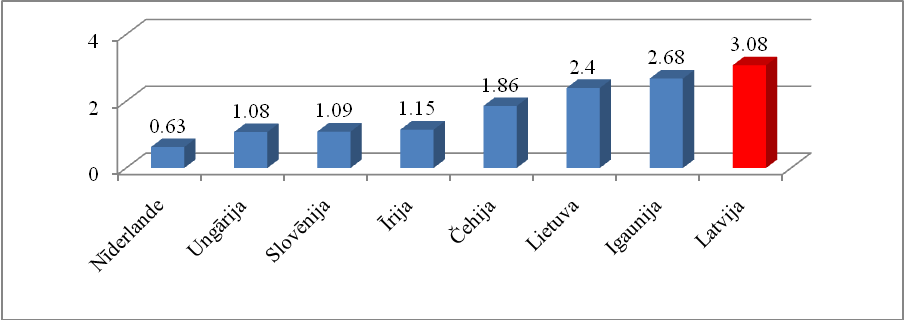 4
2
0
0.63
1.08
1.09
1.15
1.86
2.4
2.68
3.08
Nīderlande
Ungārija
Slovēnija
Īrija
Čehija
Lietuva
Igaunija
Latvija